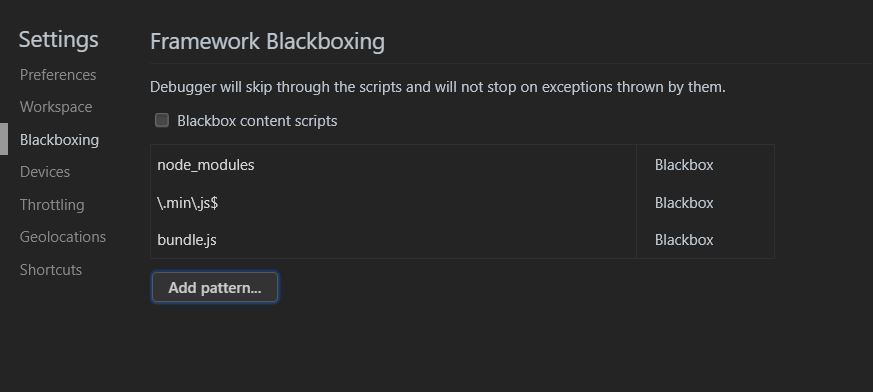 Settings
Preferences
Workspace
Blackboxing
Devices
Throttling
Geolocations
Shortcuts
Framework Blackboxing
Debugger will skip through the scripts and will not stop on exceptions thrown by them.
Blackbox content scripts
node_modules Blackbox
\.min\.js$ Blackbox
bundle.js Blackbox
Add pattern...